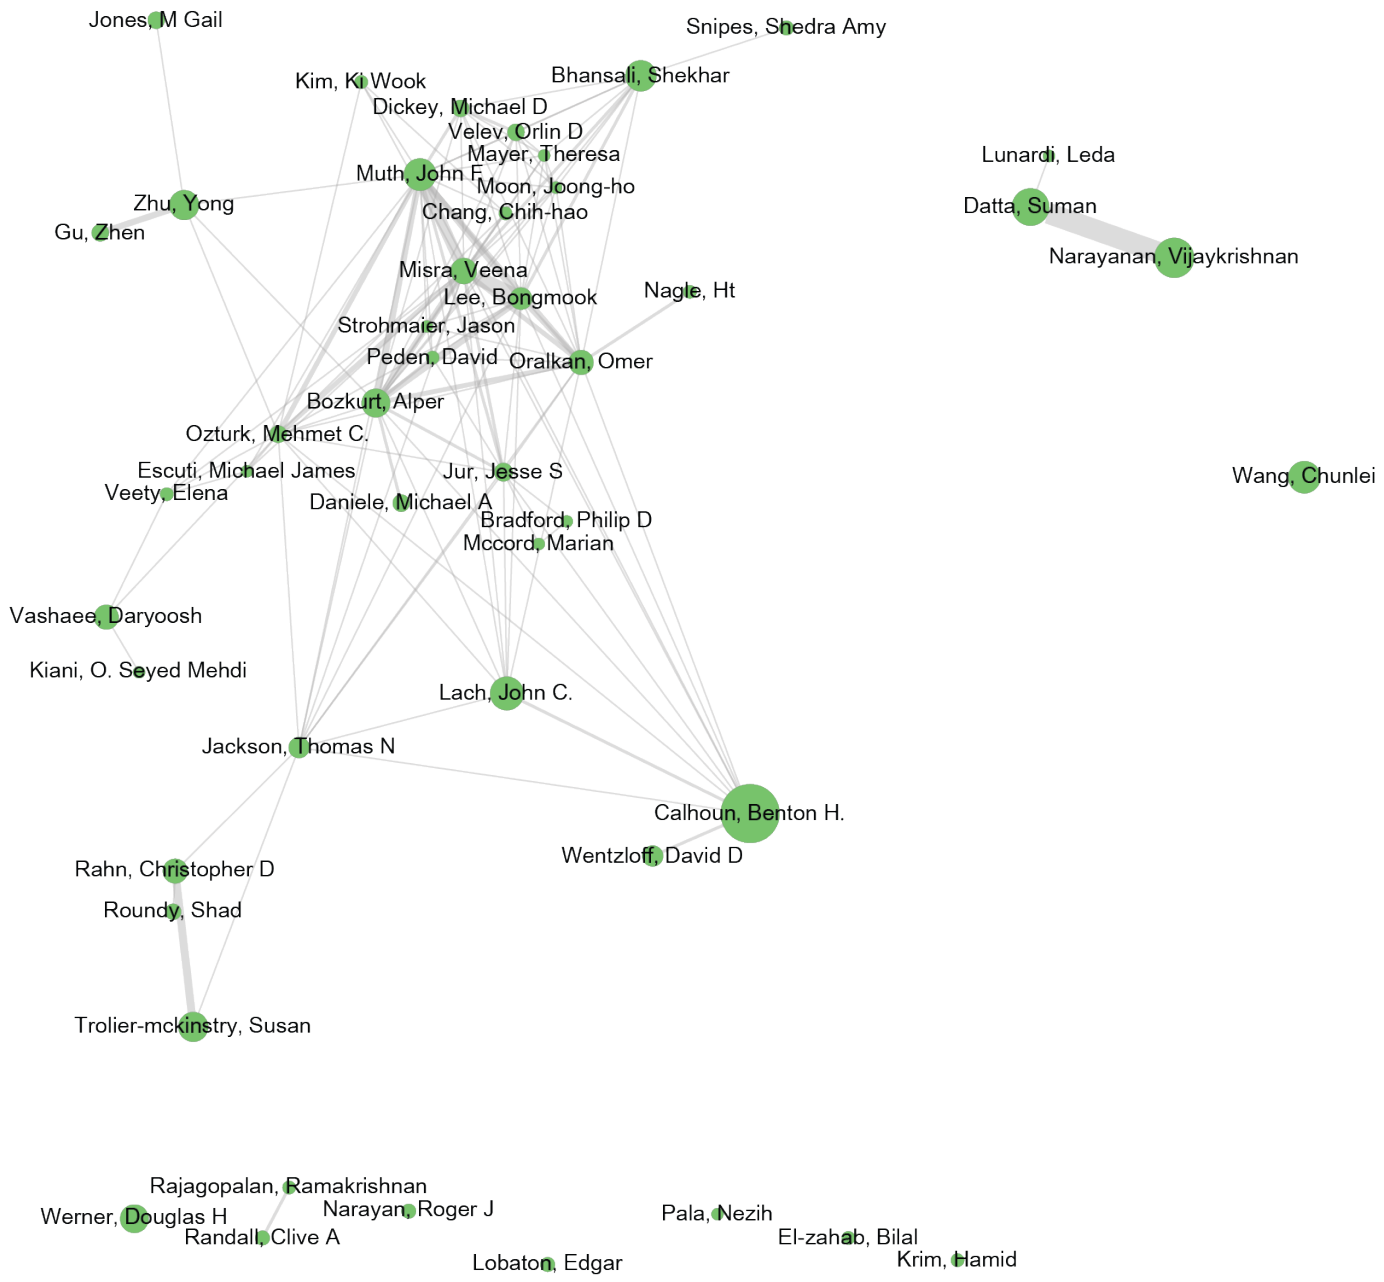 Jones, M Gail
Snipes, Shedra Amy
Bhansali, Shekhar
Kim, Ki Wook
Dickey, Michael D
Velev, Orlin D
Mayer, Theresa
Lunardi, Leda
Muth, John F.
Moon, Joong-ho
Zhu, Yong
Datta, Suman
Chang, Chih-hao
Gu, Zhen
Narayanan, Vijaykrishnan
Misra, Veena
Nagle, Ht
Lee, Bongmook
Strohmaier, Jason
Peden, David
Oralkan, Omer
Bozkurt, Alper
Ozturk, Mehmet C.
Escuti, Michael James
Jur, Jesse S
Wang, Chunlei
Veety, Elena
Daniele, Michael A
Bradford, Philip D
Mccord, Marian
Vashaee, Daryoosh
Kiani, O. Seyed Mehdi
Lach, John C.
Jackson, Thomas N
Calhoun, Benton H.
Wentzloff, David D
Rahn, Christopher D
Roundy, Shad
Trolier-mckinstry, Susan
Rajagopalan, Ramakrishnan
Narayan, Roger J
Pala, Nezih
Werner, Douglas H
Randall, Clive A
El-zahab, Bilal
Lobaton, Edgar
Krim, Hamid